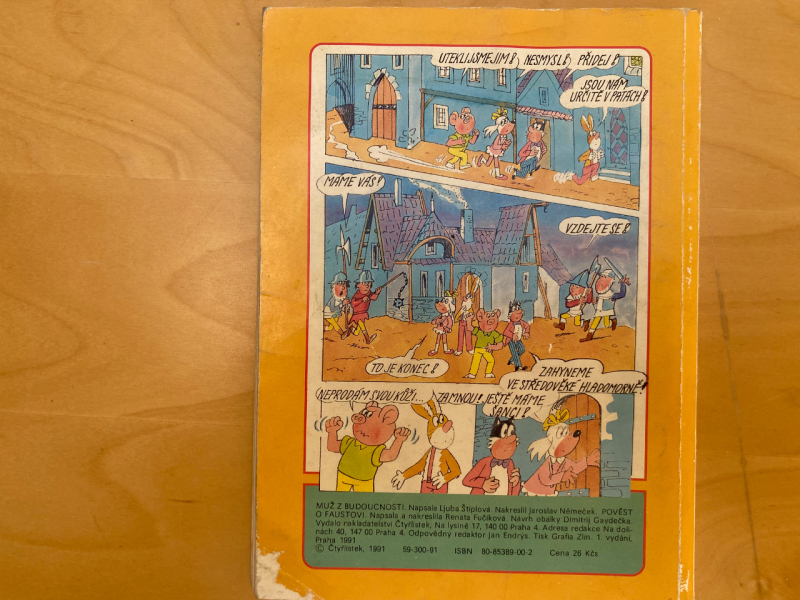 UTEKLI JSME JIM!
NESMYSL!
PŘIDEJ!
JSOU NÁM
URČITĚ V PATÁCH!
MÁME VÁS!
VZDEJTE SE!
TO JE KONEC!
ZAHYNEME
VE STŘEDOVĚKÉ HLADOMORNĚ!
NEPRODÁM SVOU KŮŽI...
ZA MNOU! JEŠTĚ MÁME
ŠANCI!
MUŽ Z BUDOUCNOSTI. Napsala Ljuba Štíplová. Nakreslil Jaroslav Němeček. POVĚST
O FAUSTOVI. Napsala a nakreslila Renata Fučíková. Návrh obálky Dimitrij Gaydečka.
Vydalo nakladatelství Čtyřlístek, Na lysině 17, 140 00 Praha 4. Adresa redakce Na dol-
nách 40, 147 00 Praha 4. Odpovědný redaktor Jan Endrýs. Tisk Grafia Zlín. 1. vydání,
Praha 1991
© Čtyřlístek, 1991 59-300-91 ISBN 80-85389-00-2 Cena 26 Kčs